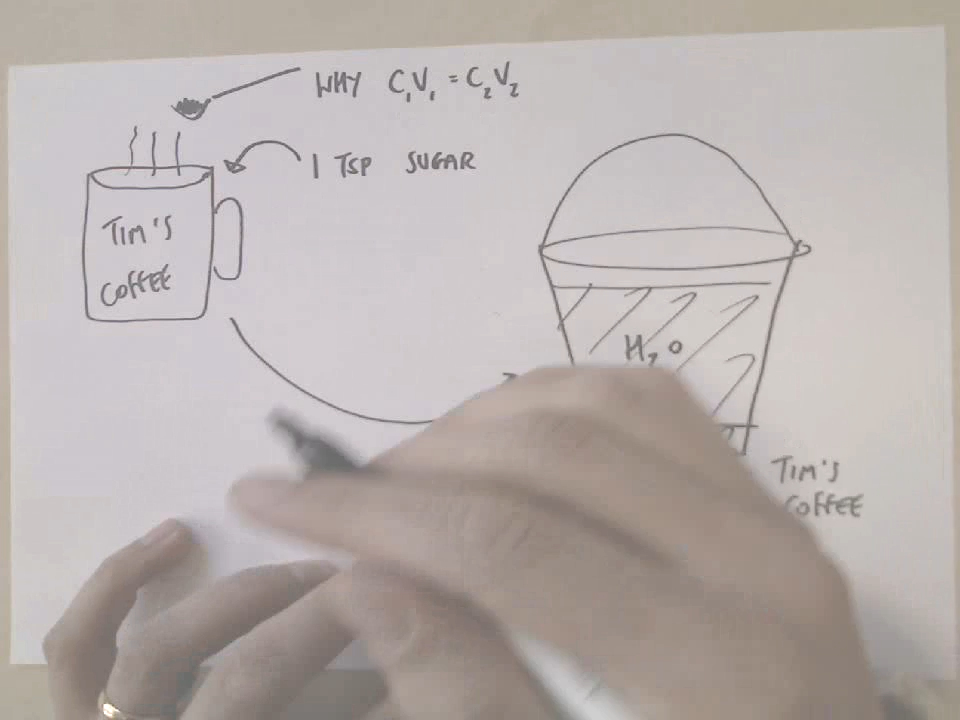 WHY C₁V₁ = C₂V₂
1 TSP SUGAR
TIM'S
COFFEE
H₂O
TIM'S
COFFEE